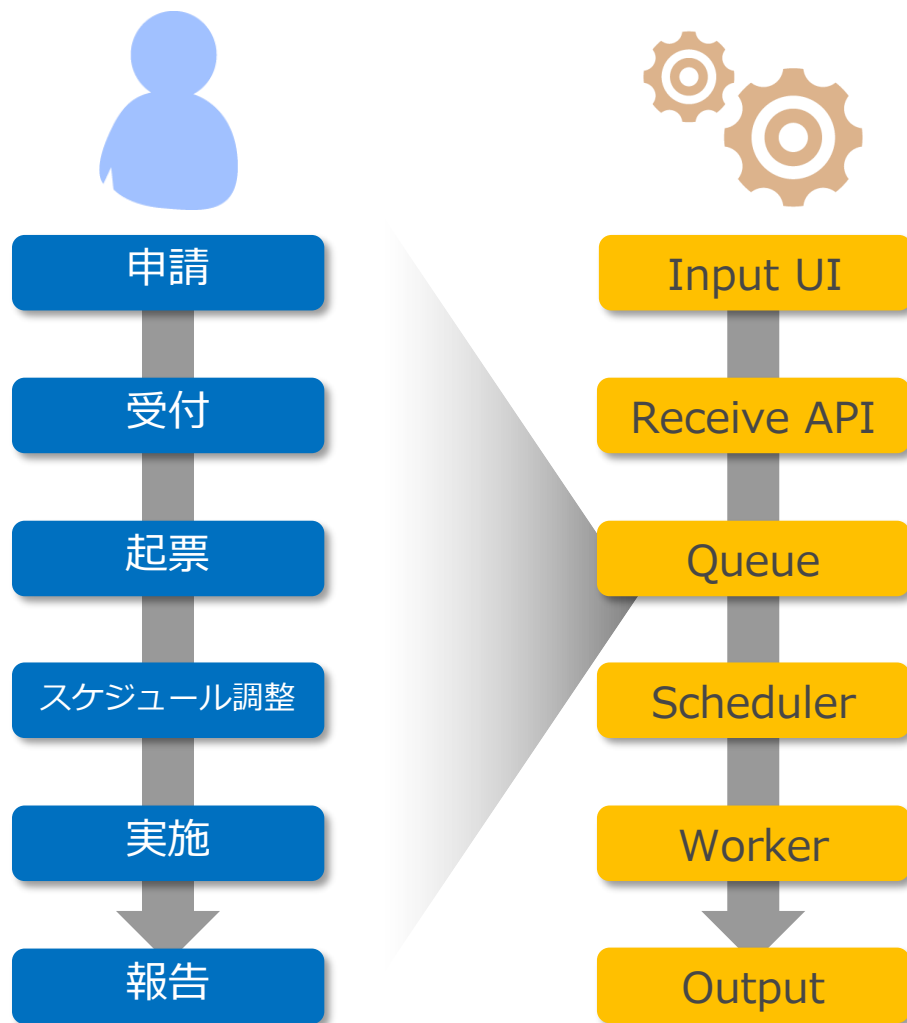 申請
受付
起票
スケジュール調整
実施
報告
Input UI
Receive API
Queue
Scheduler
Worker
Output